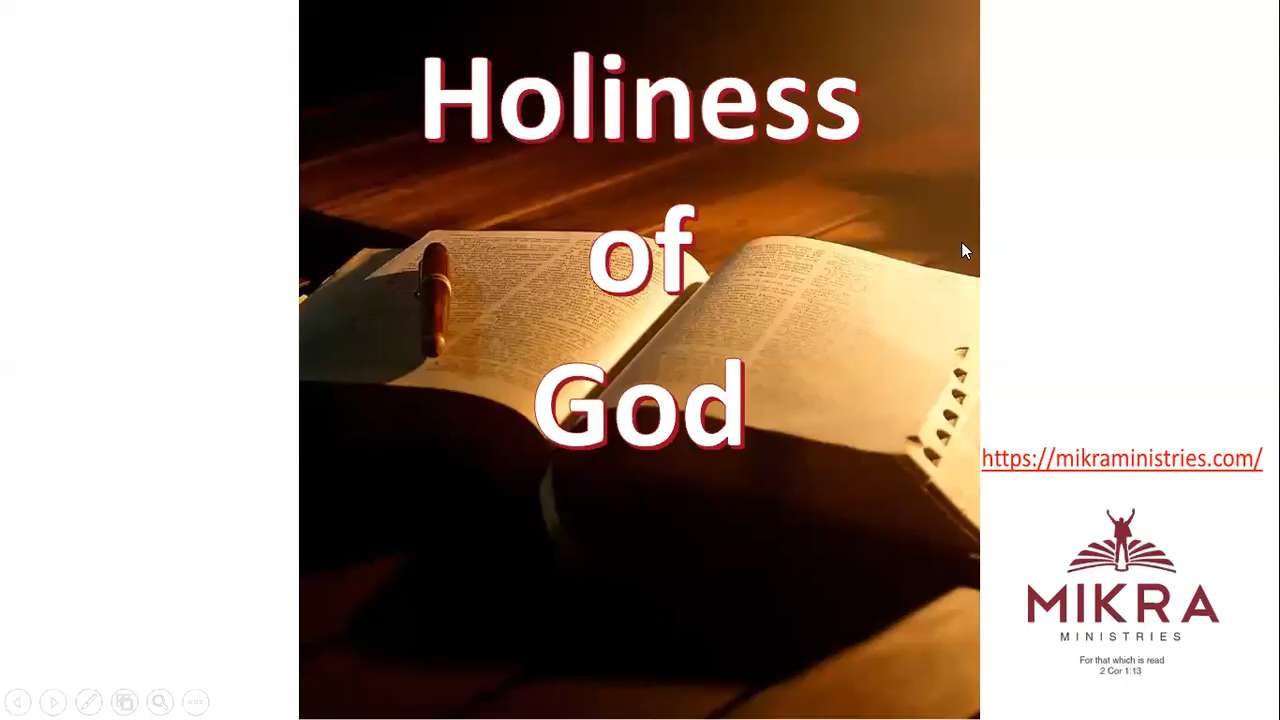 Holiness
of
God
https://mikraministries.com/
MIKRA
MINISTRIES
For that which is read
2 Cor 1:13